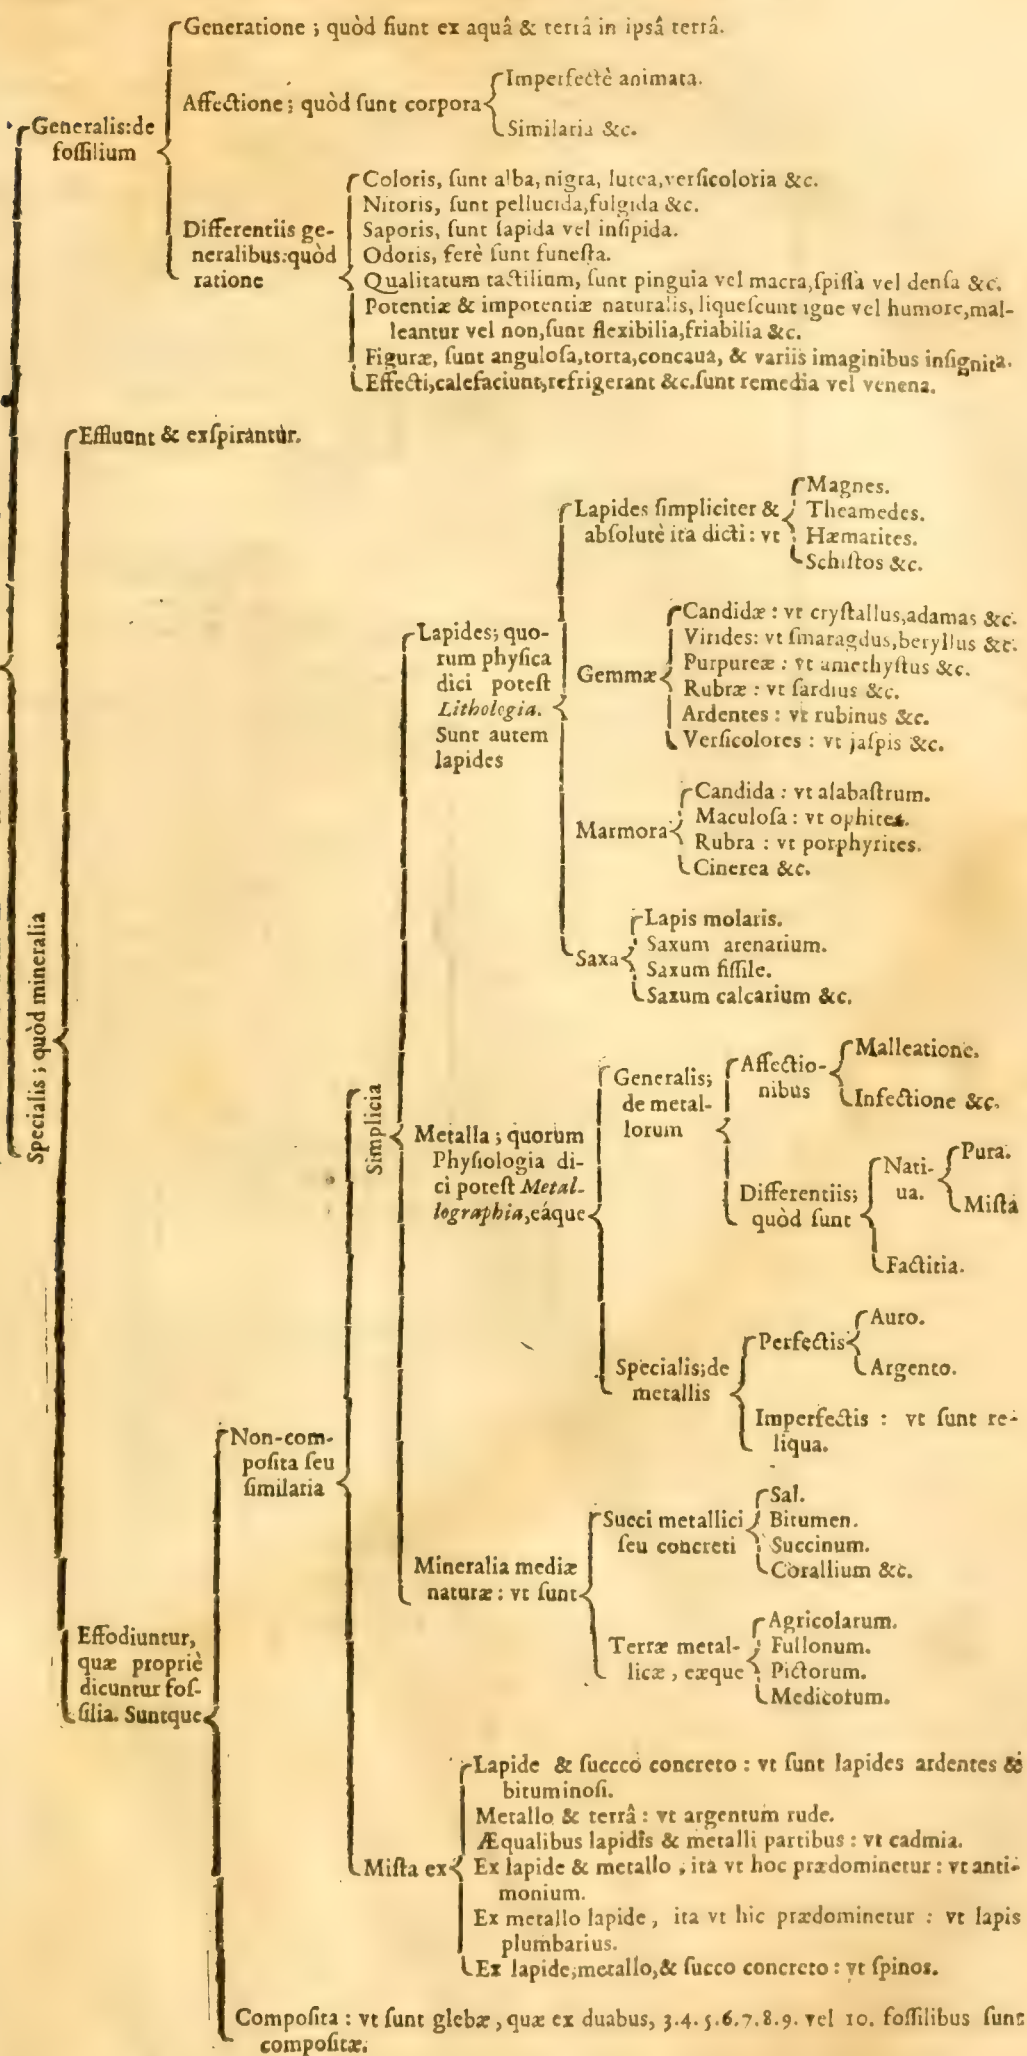 Generatione ; quòd fiunt ex aquâ & terrâ in ipsâ terrâ.
Generalis: de
fossilium
Affectione ; quòd sunt corpora
Imperfectè animata.
Similaria &c.
Differentiis ge-
neralibus: quòd
ratione
Coloris, sunt alba, nigra, lutea, versicoloria &c.
Nitoris, sunt pellucida, fulgida &c.
Saporis, sunt sapida vel insipida.
Odoris, ferè sunt funesta.
Qualitatum tactilium, sunt pinguia vel macra, spissa vel densa &c.
Potentiæ & impotentiæ naturalis, liquescunt igne vel humore, mal-
leantur vel non, sunt flexibilia, friabilia &c.
Figuræ, sunt angulosa, torta, concaua, & variis imaginibus insignita.
Effecti, calefaciunt, refrigerant &c. sunt remedia vel venena.
Specialis ; quòd mineralia
Effluunt & exspirantur.
Effodiuntur,
quæ propriè
dicuntur fos-
silia. Suntque
Non-com-
posita seu
similaria
Simplicia
Lapides; quo-
rum physica
dici potest
Lithologia.
Sunt autem
lapides
Lapides simpliciter &
absolutè ita dicti : vt
Magnes.
Theamedes.
Hæmatites.
Schistos &c.
Gemmæ
Candidæ : vt crystallus, adamas &c.
Virides: vt smaragdus, beryllus &c.
Purpureæ : vt amethystus &c.
Rubræ : vt sardius &c.
Ardentes : vt rubinus &c.
Versicolores : vt jaspis &c.
Marmora
Candida : vt alabastrum.
Maculosa : vt ophites.
Rubra : vt porphyrites.
Cinerea &c.
Saxa
Lapis molaris.
Saxum arenarium.
Saxum fissile.
Saxum calcarium &c.
Metalla ; quorum
Physiologia di-
ci potest Metal-
lographia, eáque
Generalis;
de metal-
lorum
Affectio-
nibus
Malleatione.
Infectione &c.
Differentiis;
quòd sunt
Nati-
ua.
Pura.
Mista
Factitia.
Specialis; de
metallis
Perfectis
Auro.
Argento.
Imperfectis : vt sunt re-
liqua.
Mineralia mediæ
naturæ : vt sunt
Succi metallici
seu concreti
Sal.
Bitumen.
Succinum.
Corallium &c.
Terræ metal-
licæ, eæque
Agricolarum.
Fullonum.
Pictorum.
Medicorum.
Mista ex
Lapide & succco concreto : vt sunt lapides ardentes &
bituminosi.
Metallo & terrâ : vt argentum rude.
Æqualibus lapidis & metalli partibus : vt cadmia.
Ex lapide & metallo, ita vt hoc prædominetur : vt anti-
monium.
Ex metallo lapide, ita vt hic prædominetur : vt lapis
plumbarius.
Ex lapide, metallo, & succo concreto : vt spinos.
Composita : vt sunt glebæ, quæ ex duabus, 3. 4. 5. 6. 7. 8. 9. vel 10. fossilibus sunt
compositæ.